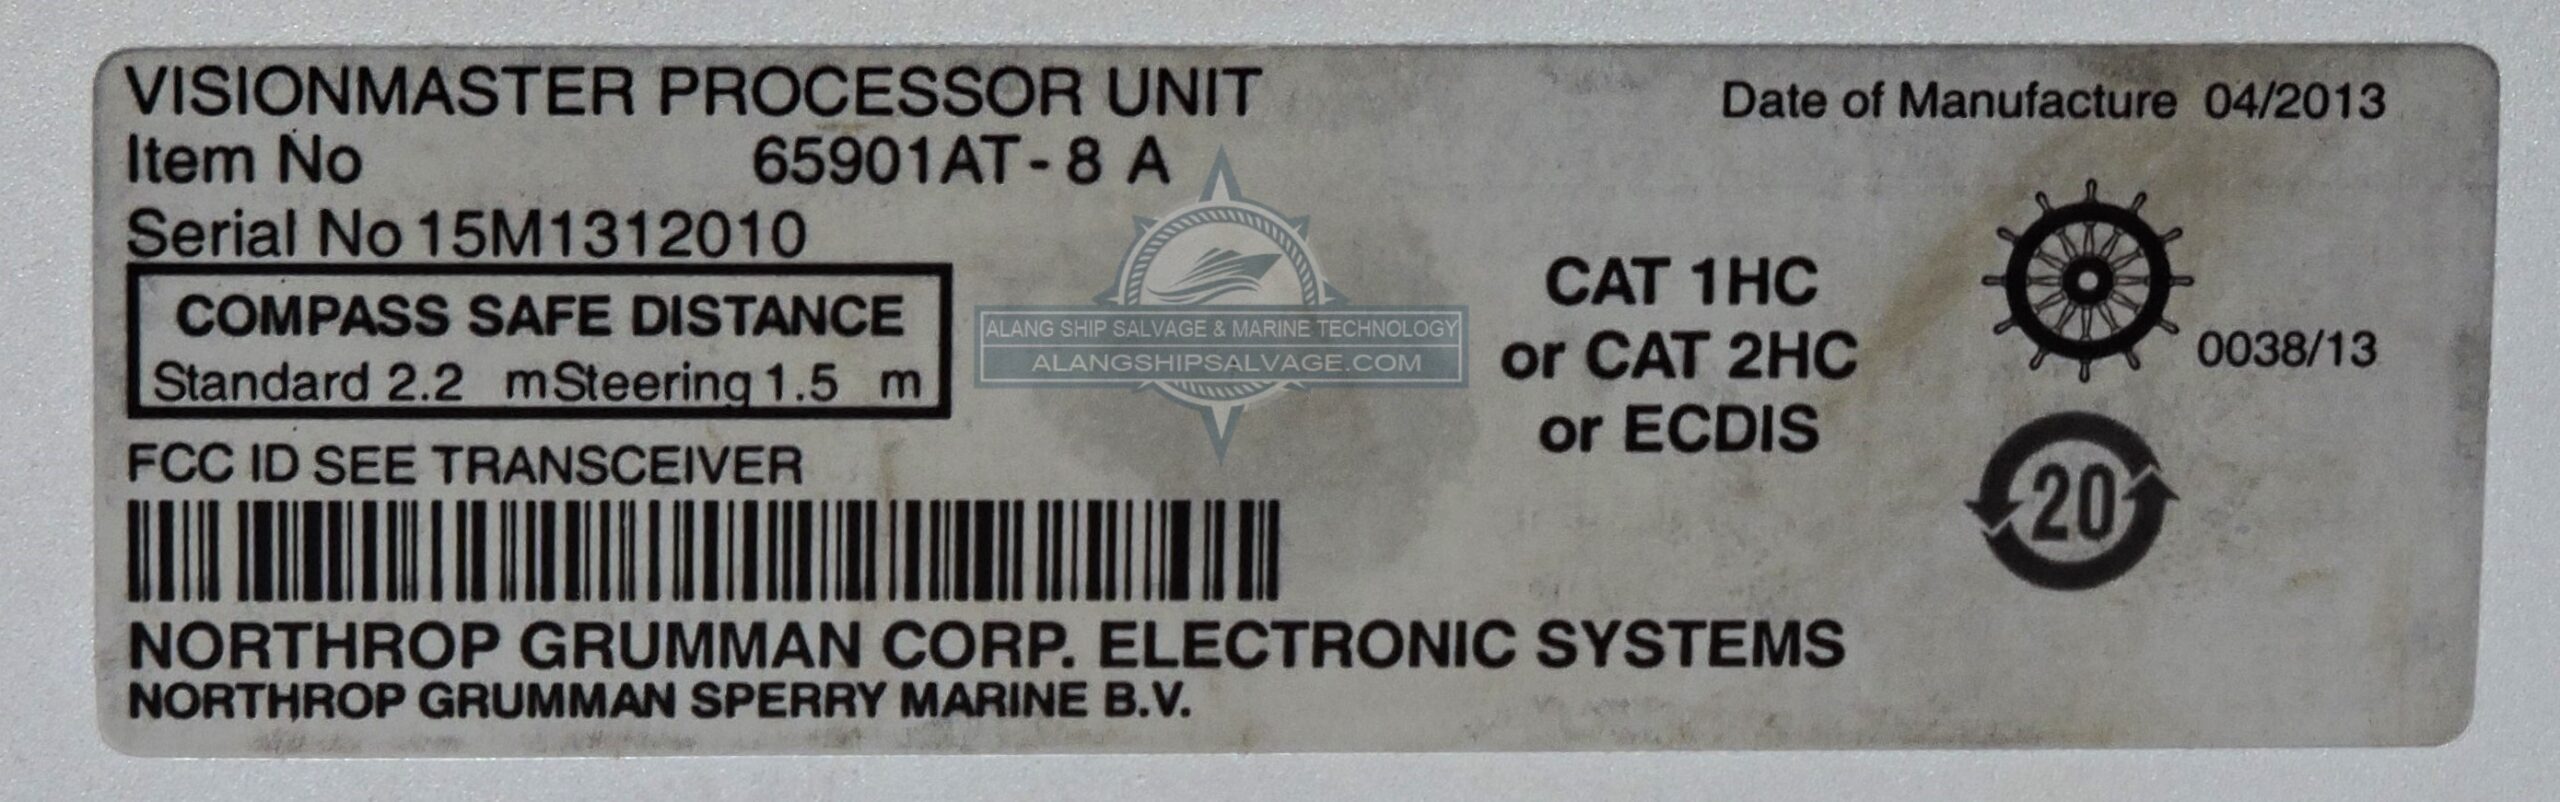 VISIONMASTER PROCESSOR UNIT
Date of Manufacture 04/2013
Item No 65901AT-8 A
Serial No 15M1312010
COMPASS SAFE DISTANCE
Standard 2.2 m Steering 1.5 m
FCC ID SEE TRANSCEIVER
ALANG SHIP SALVAGE & MARINE TECHNOLOGY
ALANGSHIPSALVAGE.COM
CAT 1HC
or CAT 2HC
or ECDIS
0038/13
20
NORTHROP GRUMMAN CORP. ELECTRONIC SYSTEMS
NORTHROP GRUMMAN SPERRY MARINE B.V.